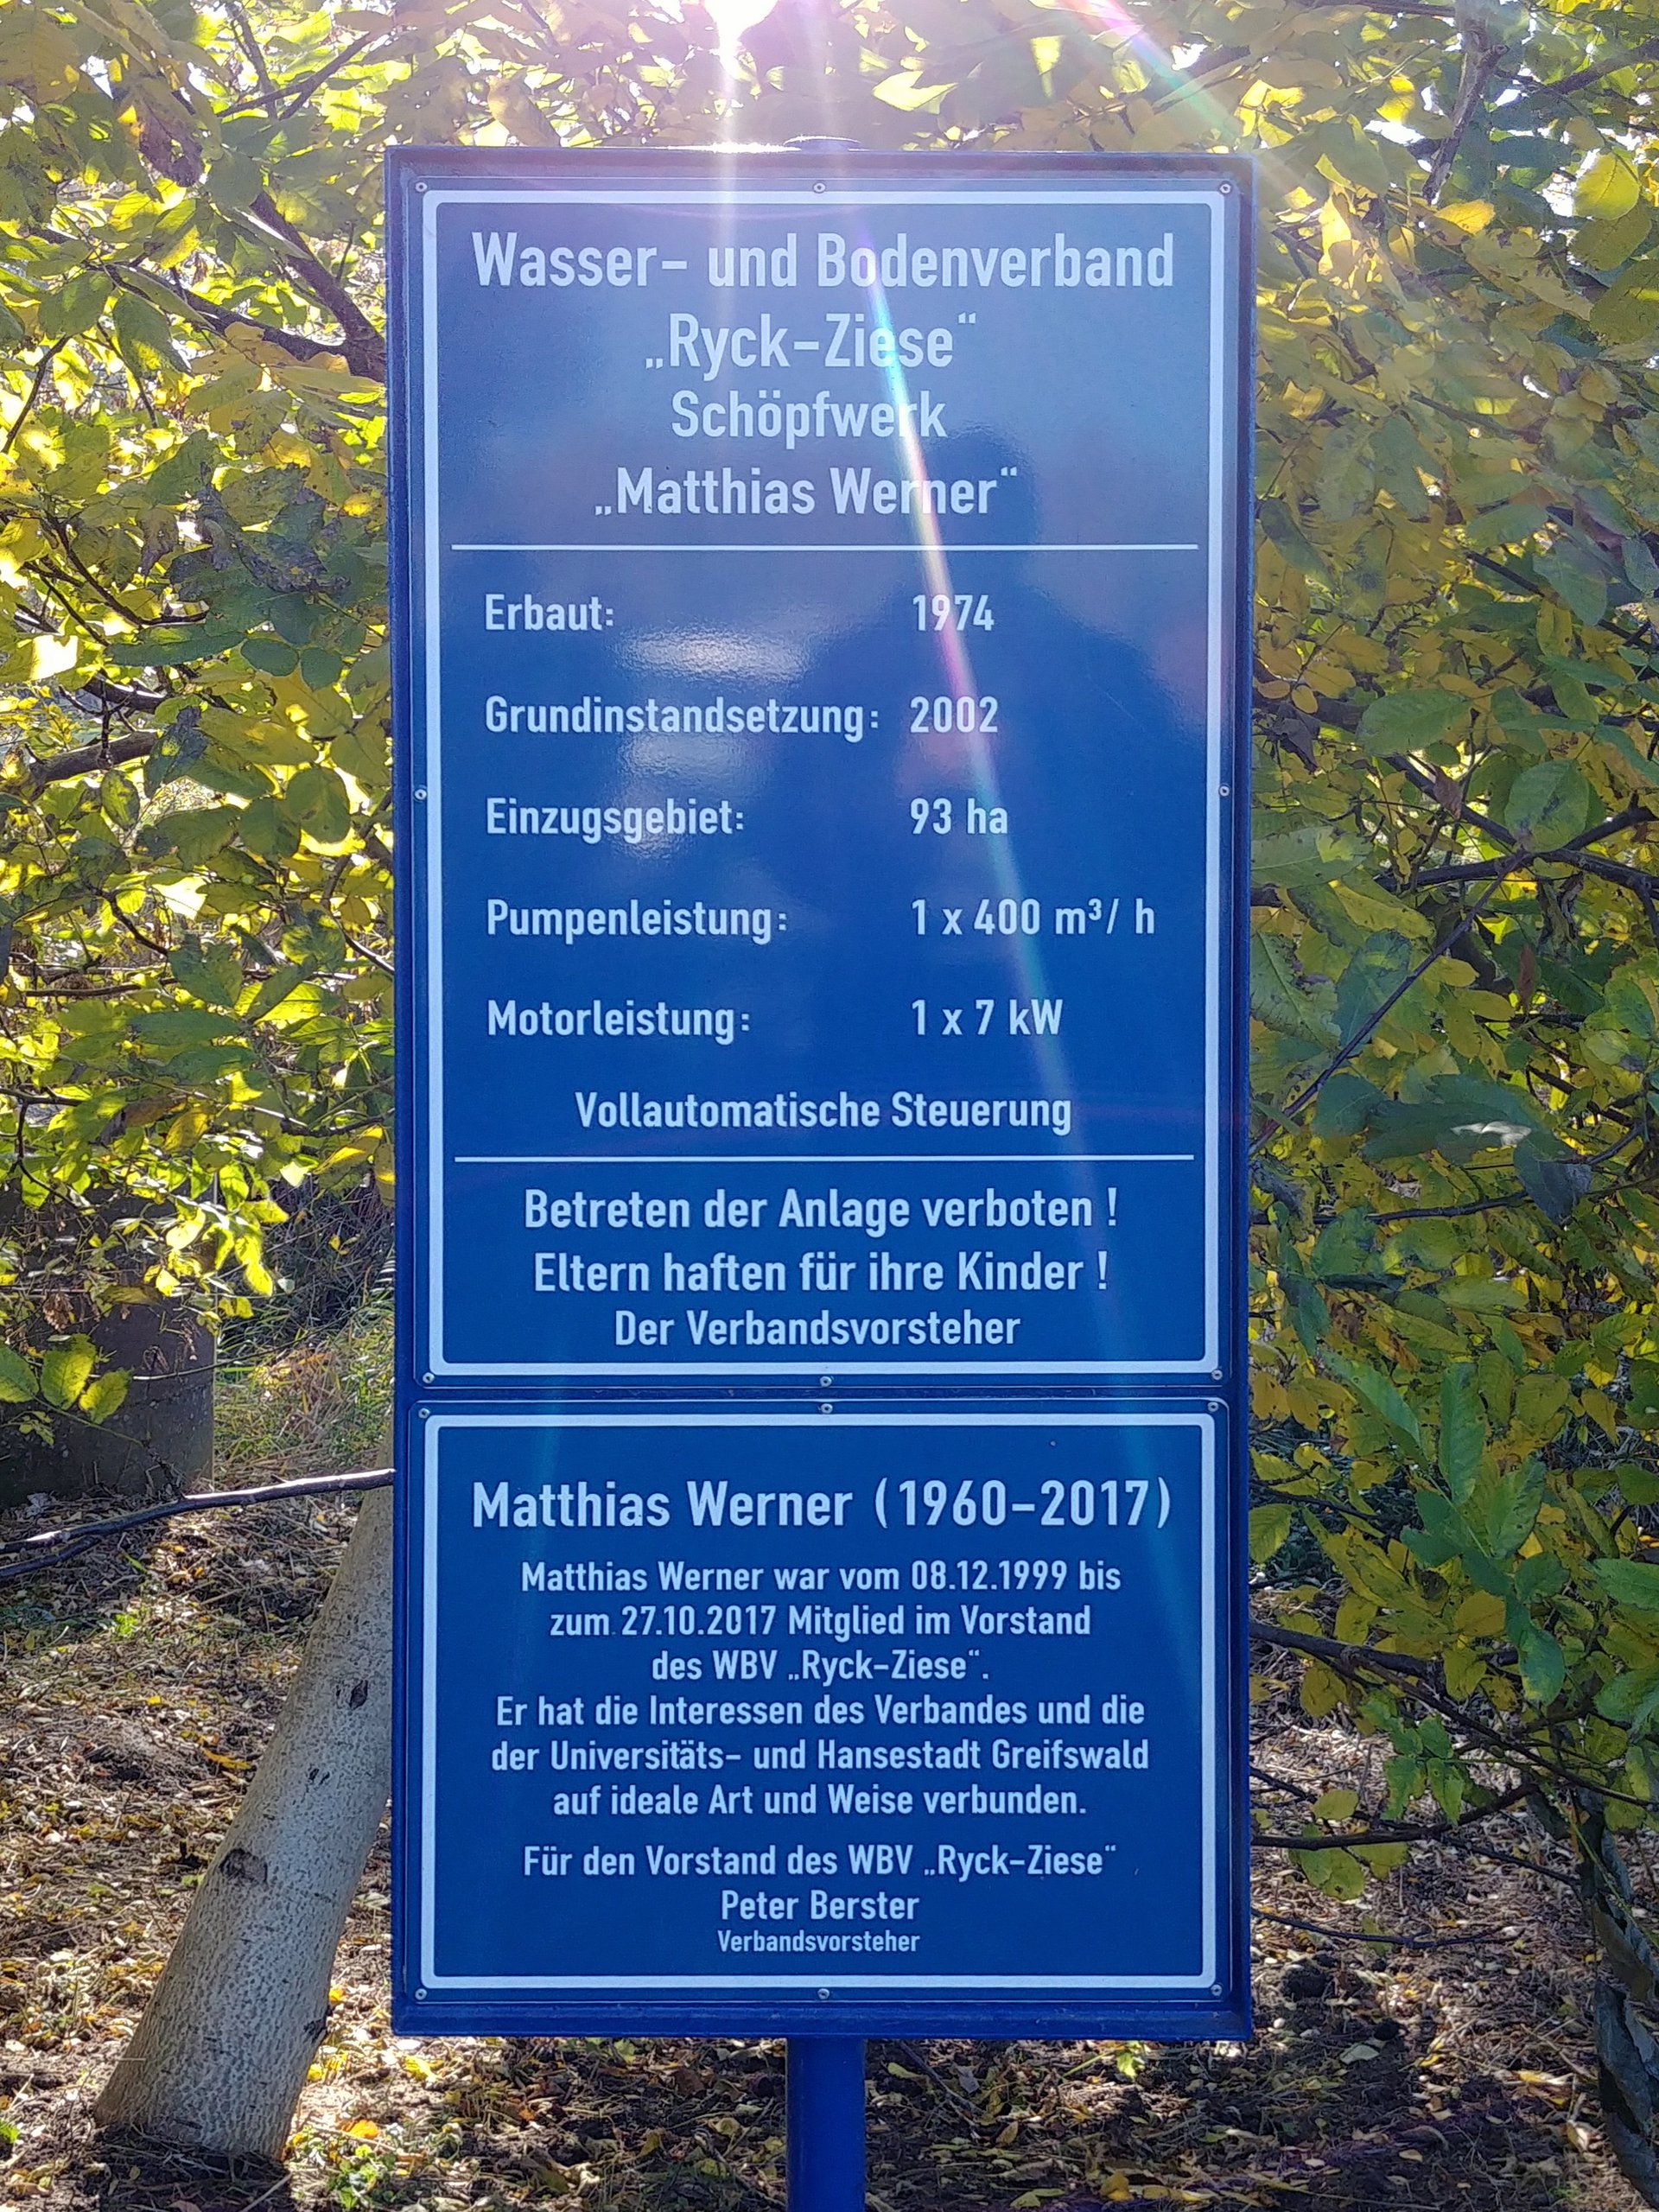 Wasser- und Bodenverband
„Ryck-Ziese“
Schöpfwerk
„Matthias Werner“
Erbaut: 1974
Grundinstandsetzung: 2002
Einzugsgebiet: 93 ha
Pumpenleistung: 1 x 400 m³/ h
Motorleistung: 1 x 7 kW
Vollautomatische Steuerung
Betreten der Anlage verboten !
Eltern haften für ihre Kinder !
Der Verbandsvorsteher
Matthias Werner (1960-2017)
Matthias Werner war vom 08.12.1999 bis
zum 27.10.2017 Mitglied im Vorstand
des WBV „Ryck-Ziese“.
Er hat die Interessen des Verbandes und die
der Universitäts- und Hansestadt Greifswald
auf ideale Art und Weise verbunden.
Für den Vorstand des WBV „Ryck-Ziese“
Peter Berster
Verbandsvorsteher